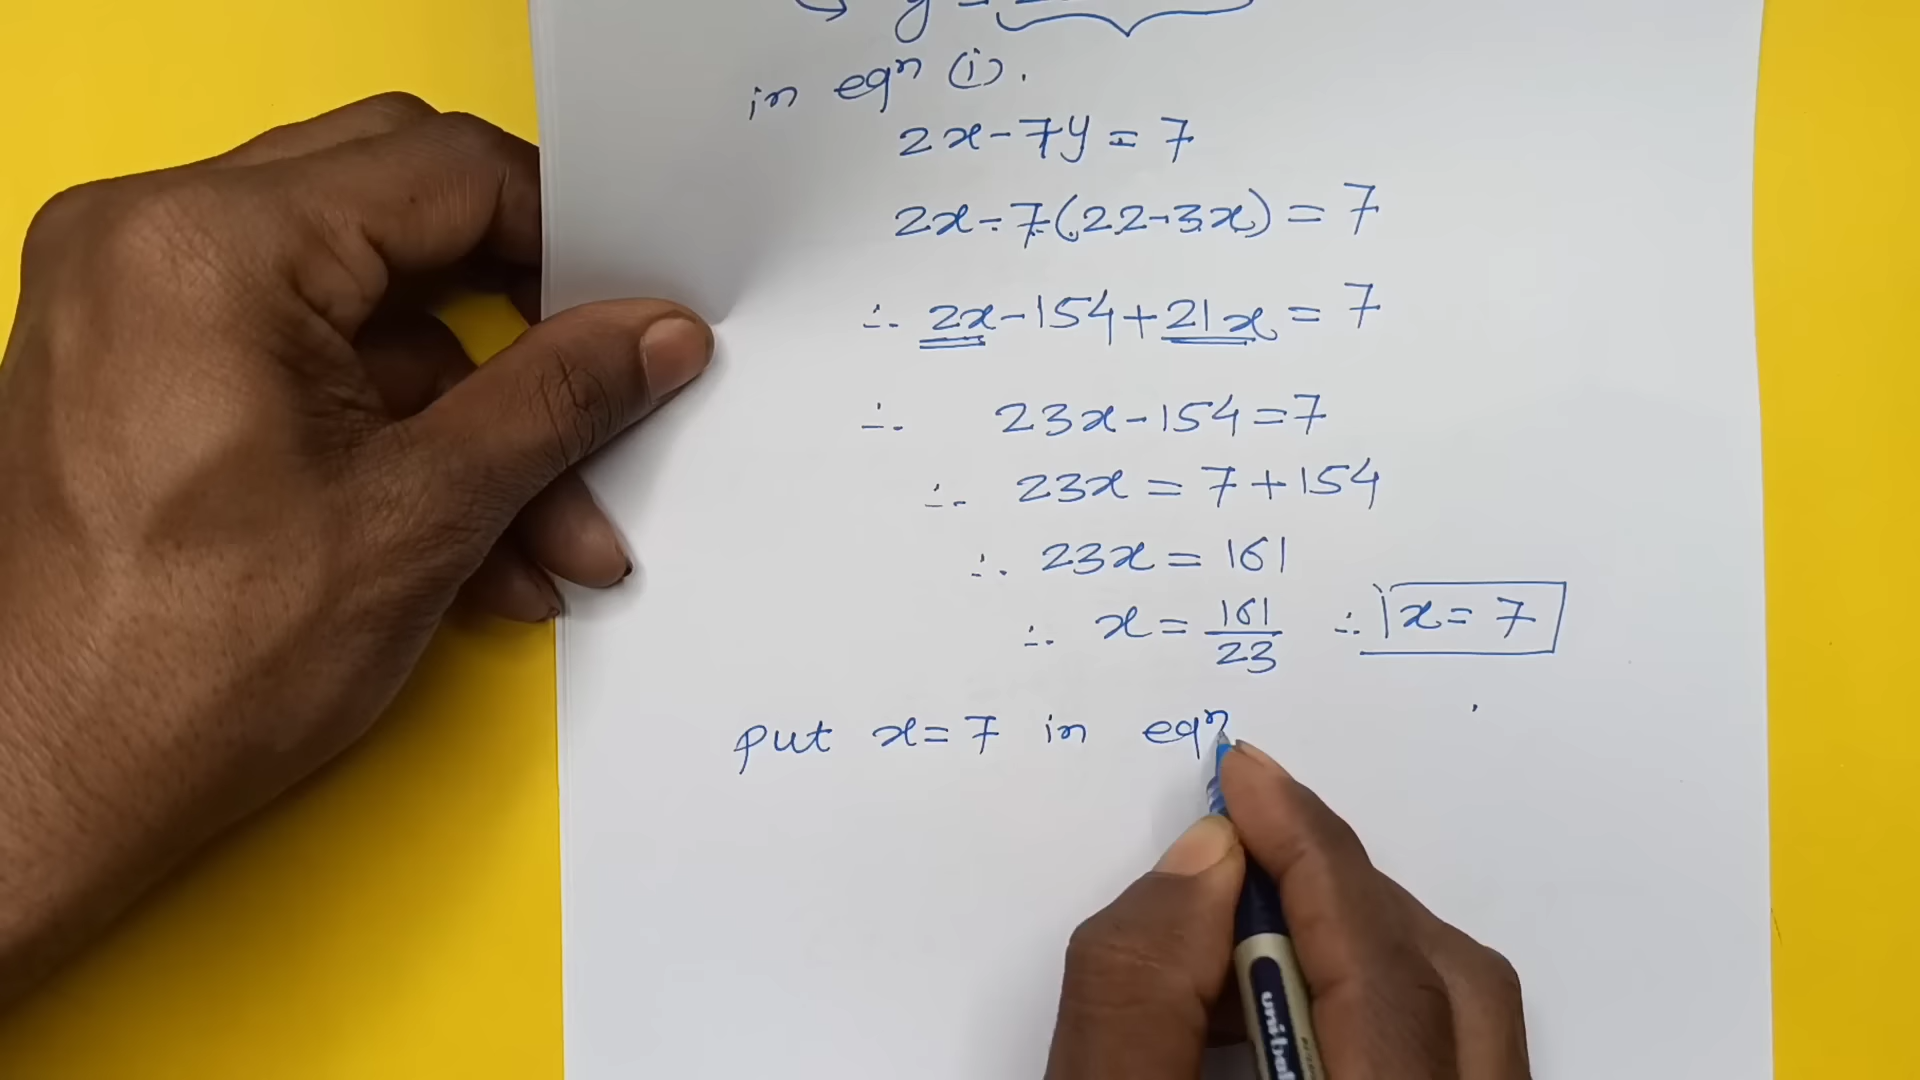 in eqⁿ (i).
2x-7y=7
2x-7(22-3x)=7
∴ 2x-154+21x=7
∴ 23x-154=7
∴ 23x=7+154
∴ 23x=161
∴ x=161/23 ∴ x=7
put x=7 in eqⁿ